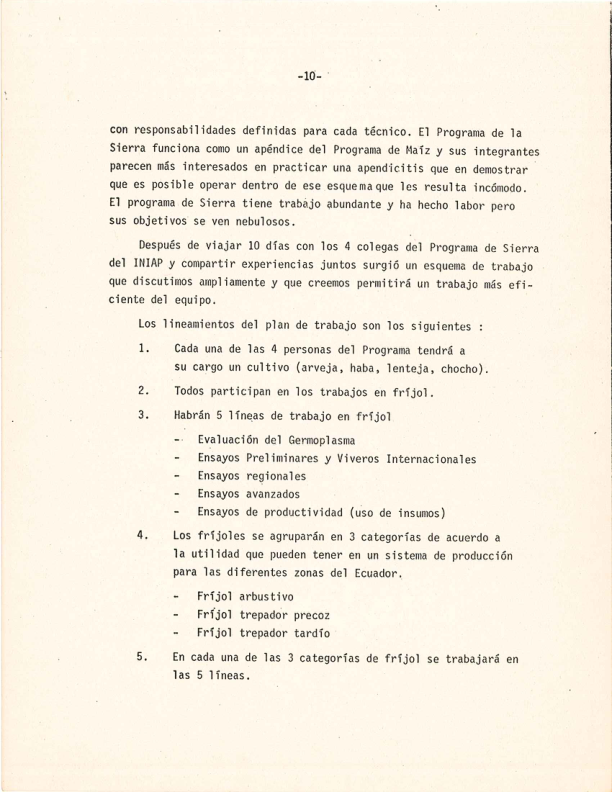 -10-
con responsabilidades definidas para cada técnico. El Programa de la
Sierra funciona como un apéndice del Programa de Maíz y sus integrantes
parecen más interesados en practicar una apendicitis que en demostrar
que es posible operar dentro de ese esquema que les resulta incómodo.
El programa de Sierra tiene trabajo abundante y ha hecho labor pero
sus objetivos se ven nebulosos.
Después de viajar 10 días con los 4 colegas del Programa de Sierra
del INIAP y compartir experiencias juntos surgió un esquema de trabajo
que discutimos ampliamente y que creemos permitirá un trabajo más efi-
ciente del equipo.
Los lineamientos del plan de trabajo son los siguientes :
1. Cada una de las 4 personas del Programa tendrá a
su cargo un cultivo (arveja, haba, lenteja, chocho).
2. Todos participan en los trabajos en fríjol.
3. Habrán 5 líneas de trabajo en fríjol
- Evaluación del Germoplasma
- Ensayos Preliminares y Viveros Internacionales
- Ensayos regionales
- Ensayos avanzados
- Ensayos de productividad (uso de insumos)
4. Los fríjoles se agruparán en 3 categorías de acuerdo a
la utilidad que pueden tener en un sistema de producción
para las diferentes zonas del Ecuador.
- Fríjol arbustivo
- Fríjol trepador precoz
- Fríjol trepador tardío
5. En cada una de las 3 categorías de fríjol se trabajará en
las 5 líneas.